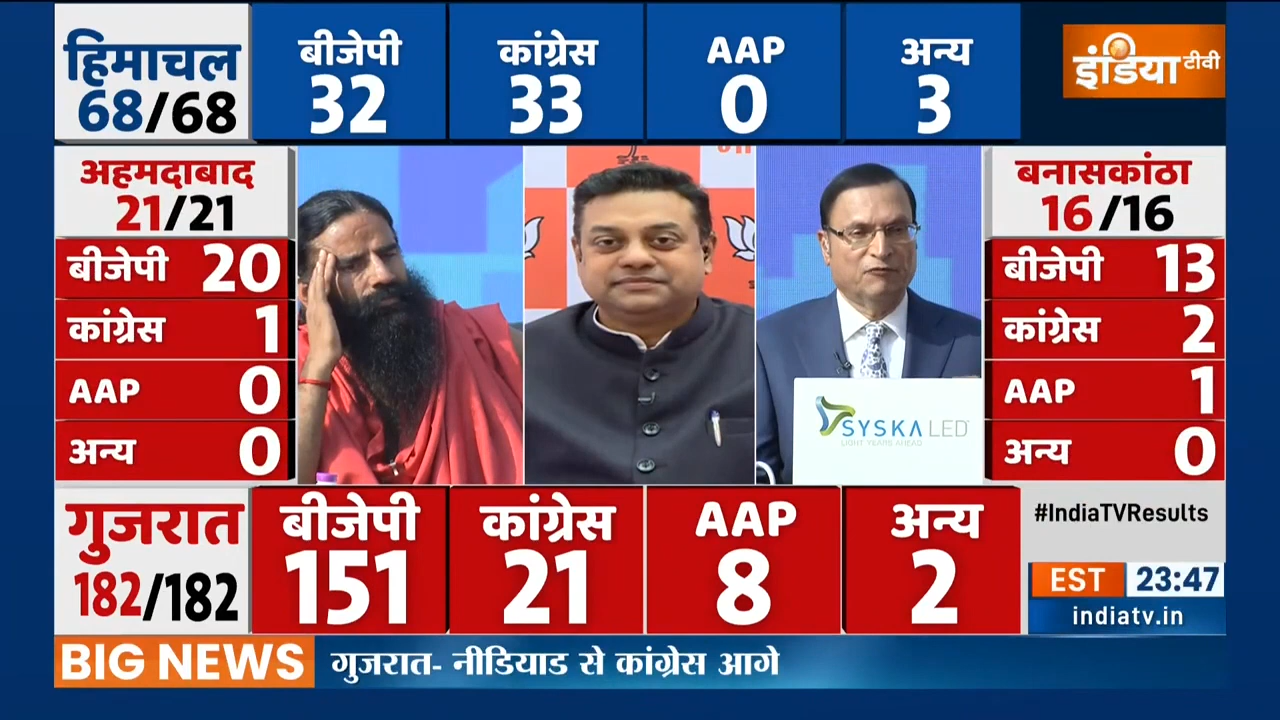 हिमाचल
68/68
बीजेपी
32
कांग्रेस
33
AAP
0
अन्य
3
इंडिया टीवी
अहमदाबाद
21/21
बीजेपी 20
कांग्रेस 1
AAP 0
अन्य 0
SYSKA LED
LIGHT YEARS AHEAD
बनासकांठा
16/16
बीजेपी 13
कांग्रेस 2
AAP 1
अन्य 0
गुजरात
182/182
बीजेपी
151
कांग्रेस
21
AAP
8
अन्य
2
#IndiaTVResults
EST 23:47
indiatv.in
BIG NEWS गुजरात- नीडियाड से कांग्रेस आगे